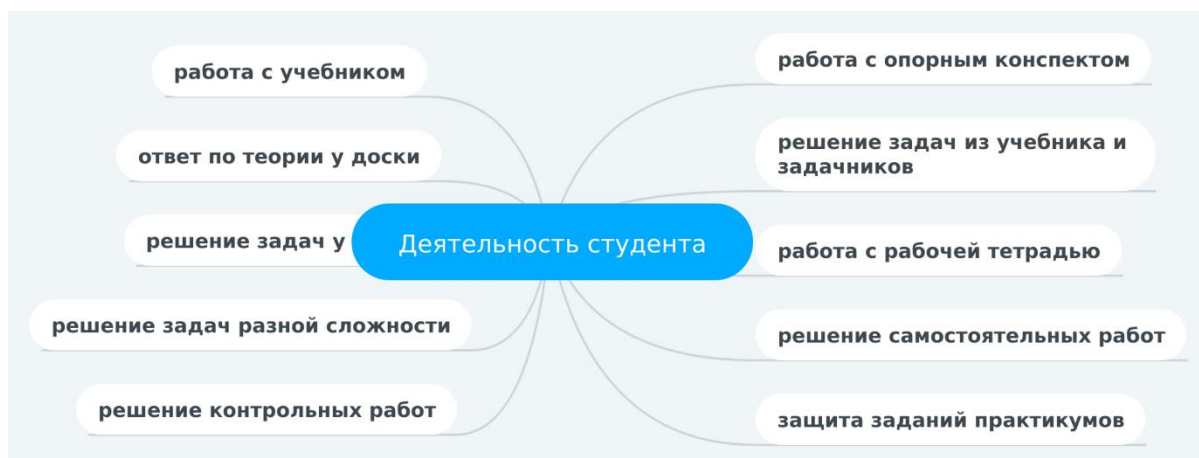 работа с учебником
ответ по теории у доски
решение задач у
решение задач разной сложности
решение контрольных работ
Деятельность студента
работа с опорным конспектом
решение задач из учебника и
задачников
работа с рабочей тетрадью
решение самостоятельных работ
защита заданий практикумов